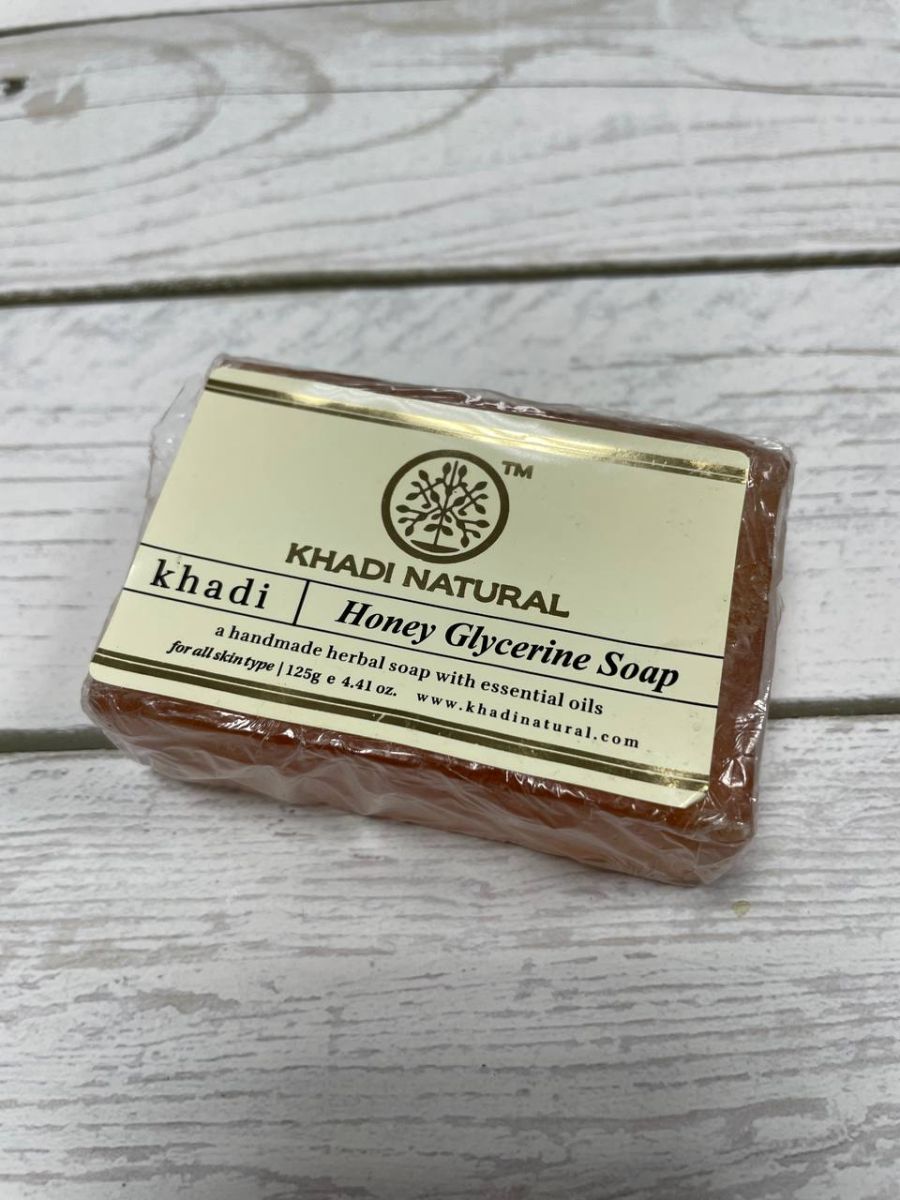 TM
KHADI NATURAL
khadi | Honey Glycerine Soap
a handmade herbal soap with essential oils
for all skin type | 125g e 4.41 oz. www.khadinatural.com